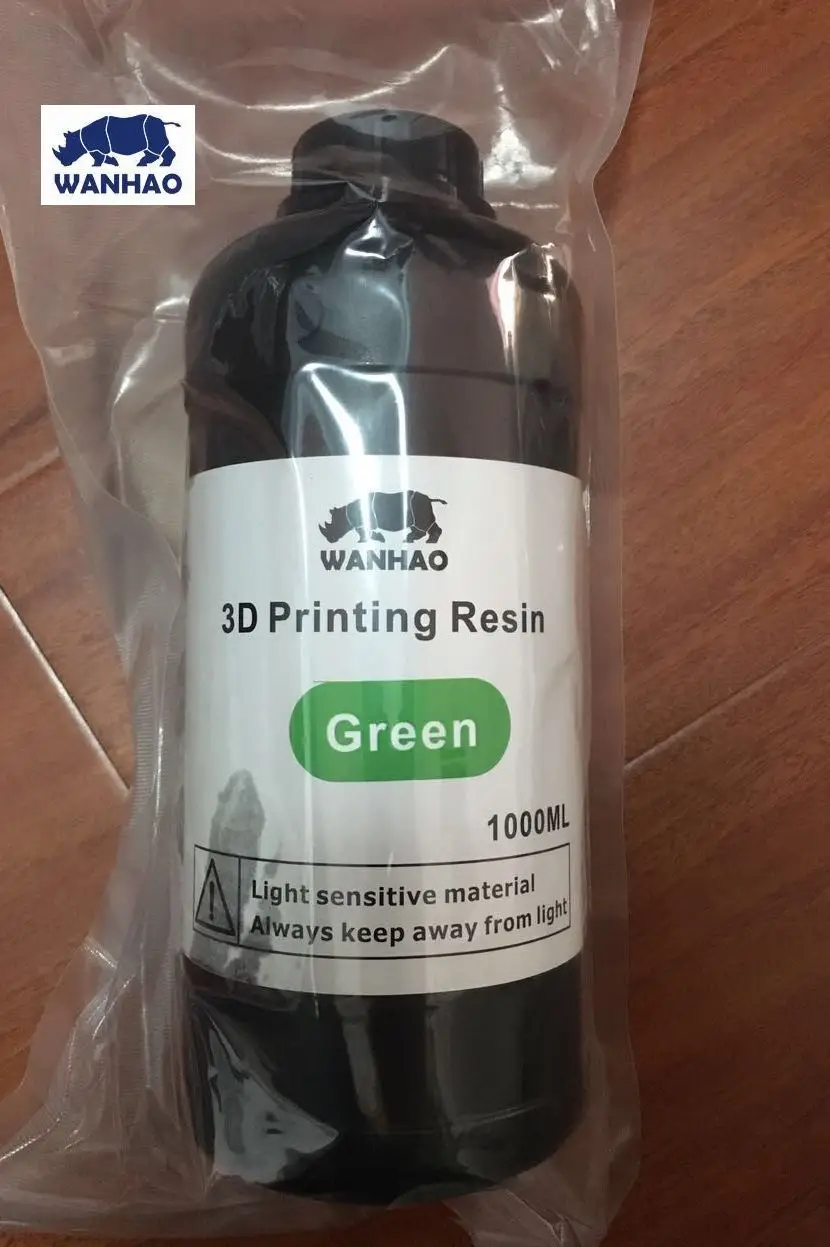 WANHAO
WANHAO
3D Printing Resin
Green
1000ML
Light sensitive material
Always keep away from light